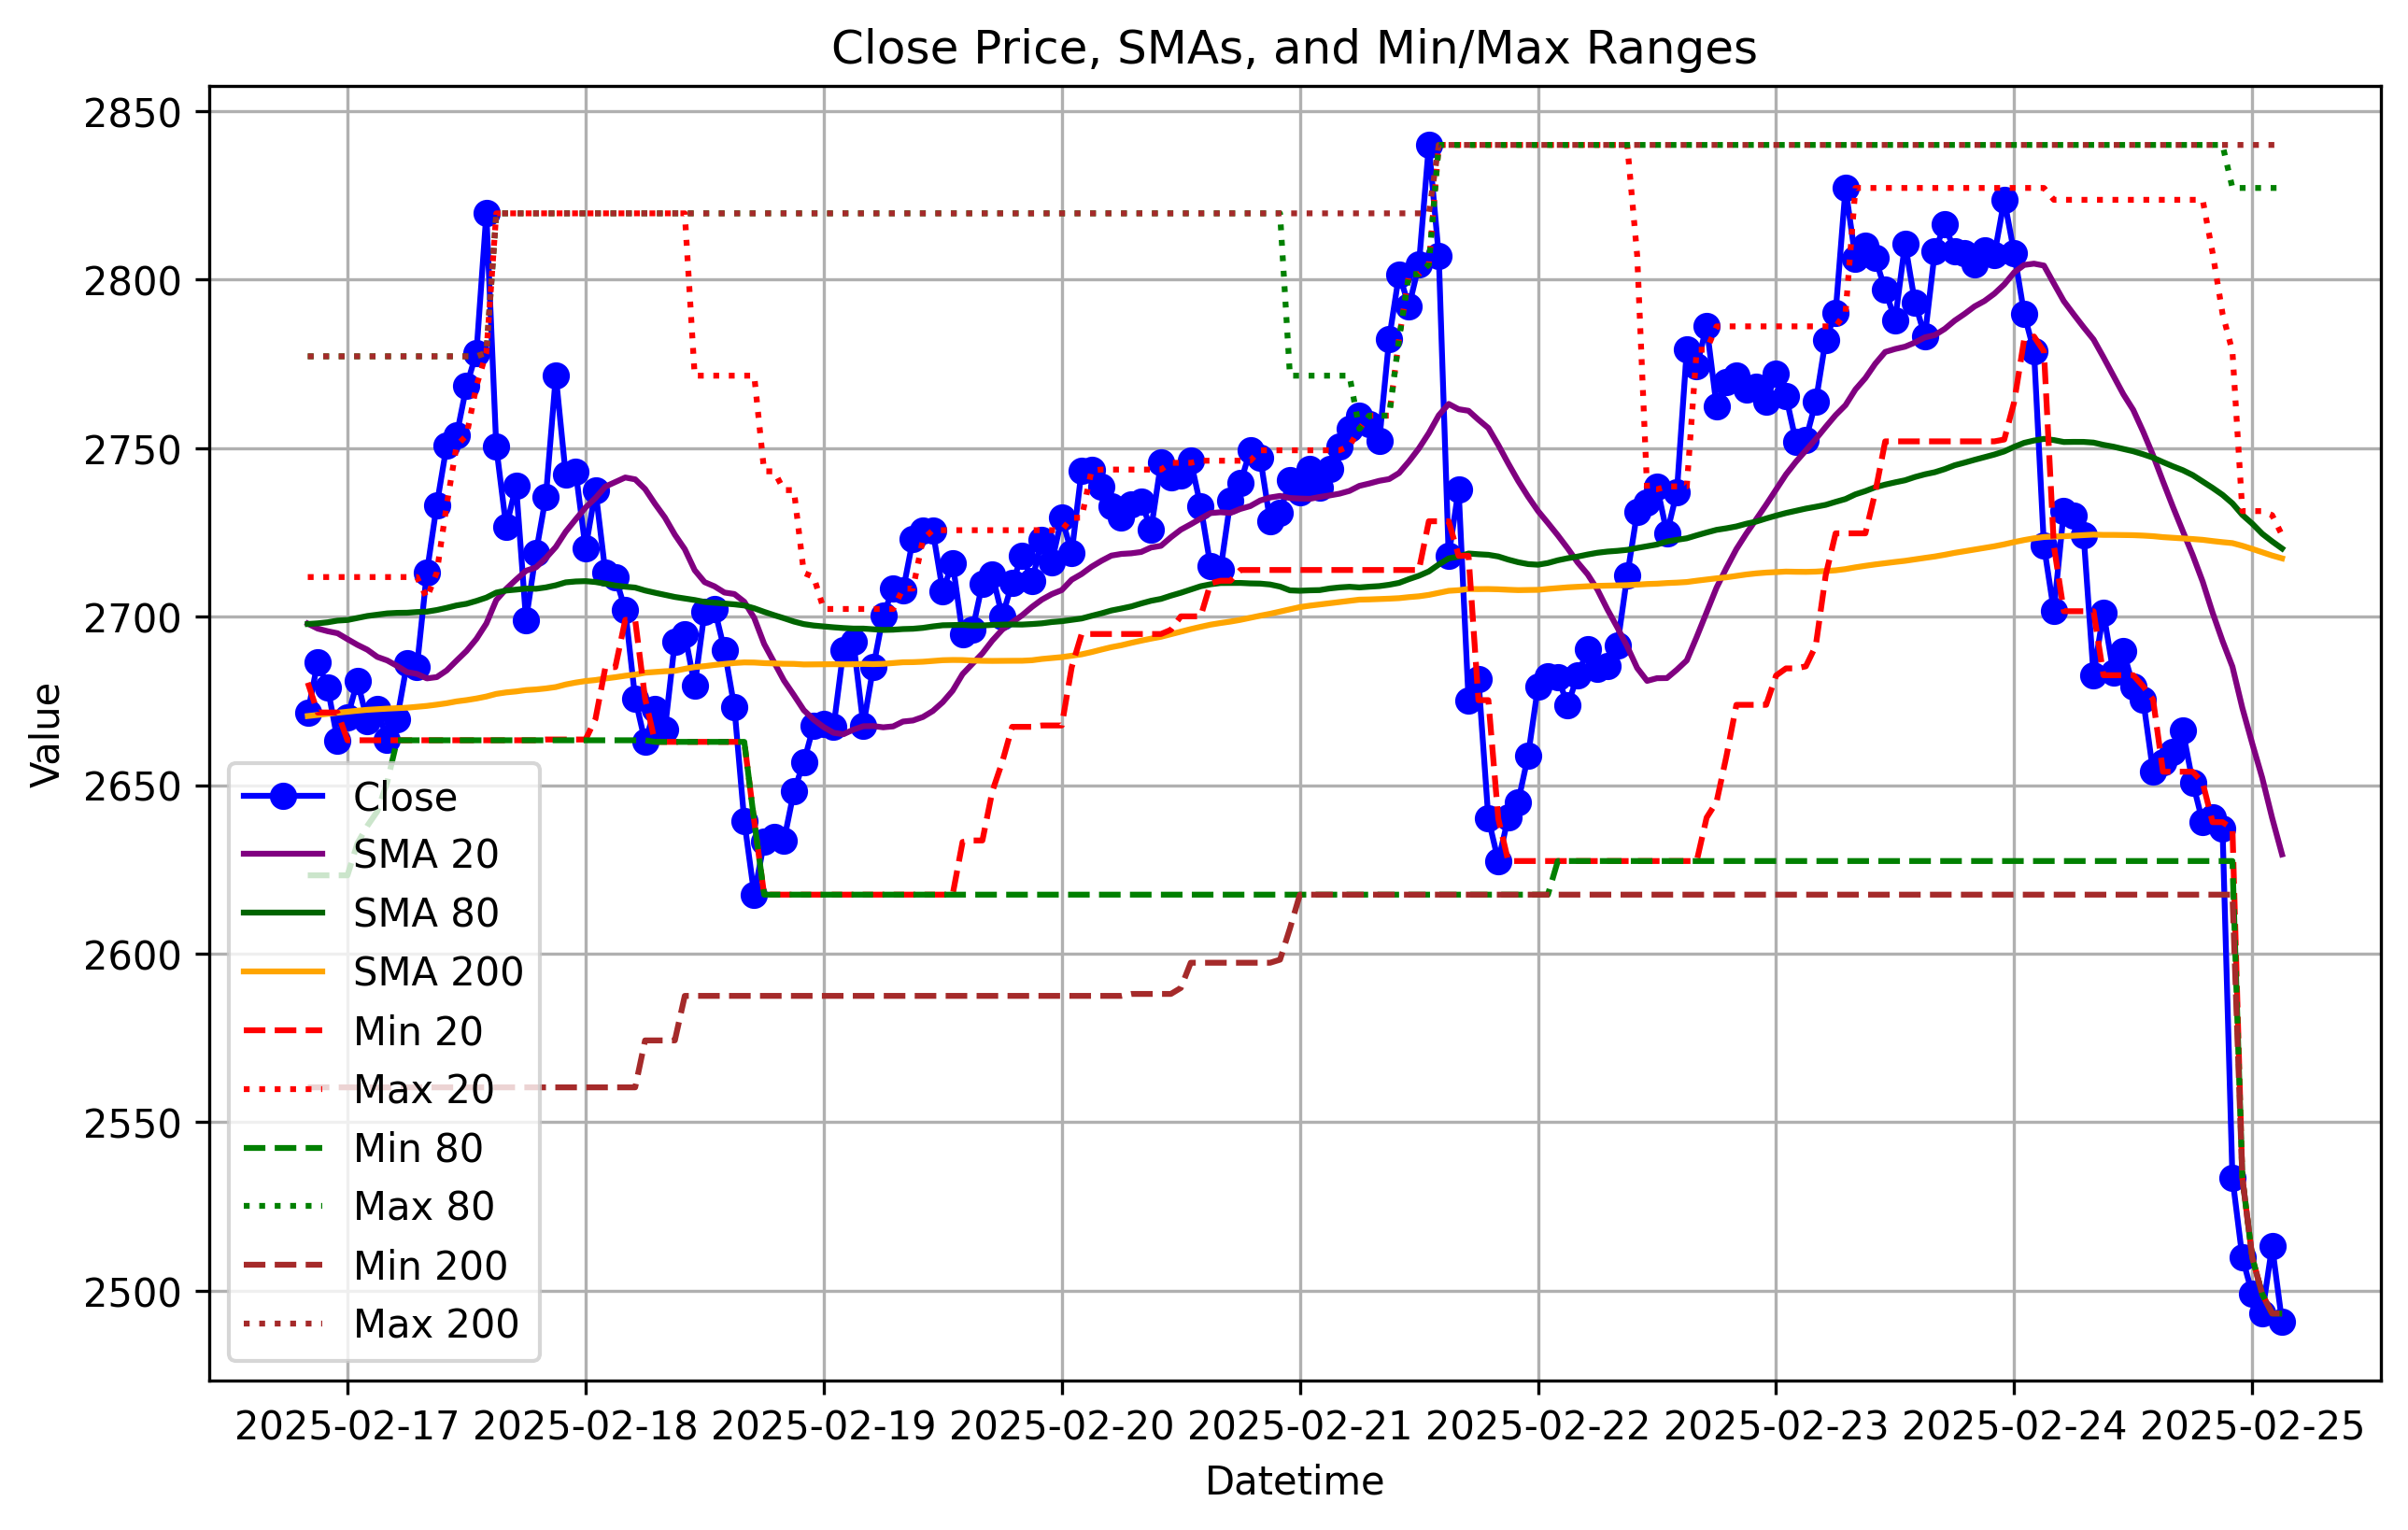 Close Price, SMAs, and Min/Max Ranges
Value
2850
2800
2750
2700
2650
2600
2550
2500
Close
SMA 20
SMA 80
SMA 200
Min 20
Max 20
Min 80
Max 80
Min 200
Max 200
2025-02-17 2025-02-18 2025-02-19 2025-02-20 2025-02-21 2025-02-22 2025-02-23 2025-02-24 2025-02-25
Datetime